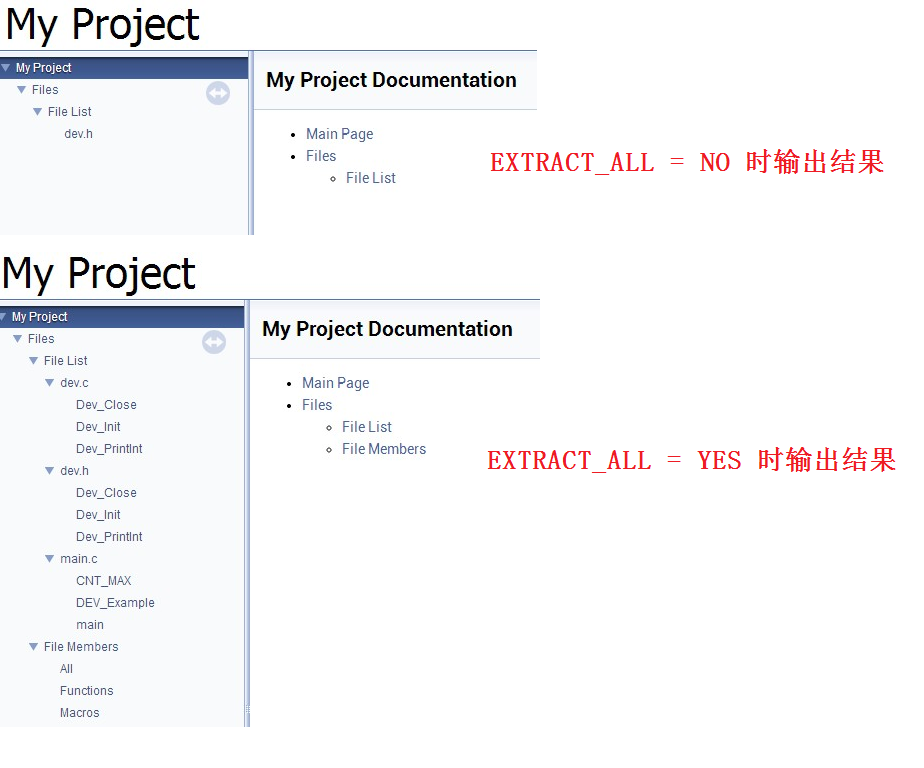 My Project
My Project
Files
File List
dev.h
My Project Documentation
Main Page
Files
File List
EXTRACT_ALL = NO 时输出结果
My Project
My Project
Files
File List
dev.c
Dev_Close
Dev_Init
Dev_PrintInt
dev.h
Dev_Close
Dev_Init
Dev_PrintInt
main.c
CNT_MAX
DEV_Example
main
File Members
All
Functions
Macros
My Project Documentation
Main Page
Files
File List
File Members
EXTRACT_ALL = YES 时输出结果